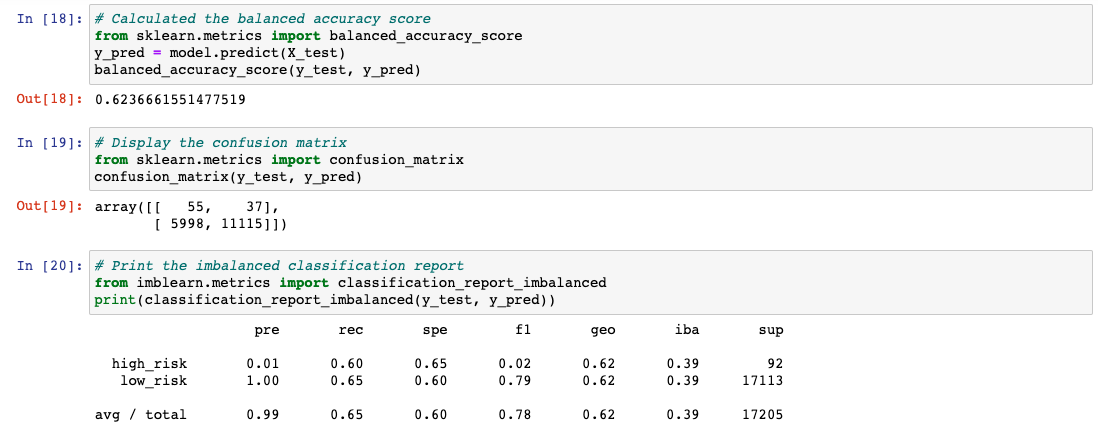 In [18]: # Calculated the balanced accuracy score
from sklearn.metrics import balanced_accuracy_score
y_pred = model.predict(X_test)
balanced_accuracy_score(y_test, y_pred)
Out[18]: 0.6236661551477519
In [19]: # Display the confusion matrix
from sklearn.metrics import confusion_matrix
confusion_matrix(y_test, y_pred)
Out[19]: array([[   55,    37],
       [ 5998, 11115]])
In [20]: # Print the imbalanced classification report
from imblearn.metrics import classification_report_imbalanced
print(classification_report_imbalanced(y_test, y_pred))
                   pre       rec       spe        f1       geo       iba       sup
  high_risk       0.01      0.60      0.65      0.02      0.62      0.39        92
   low_risk       1.00      0.65      0.60      0.79      0.62      0.39     17113
avg / total       0.99      0.65      0.60      0.78      0.62      0.39     17205